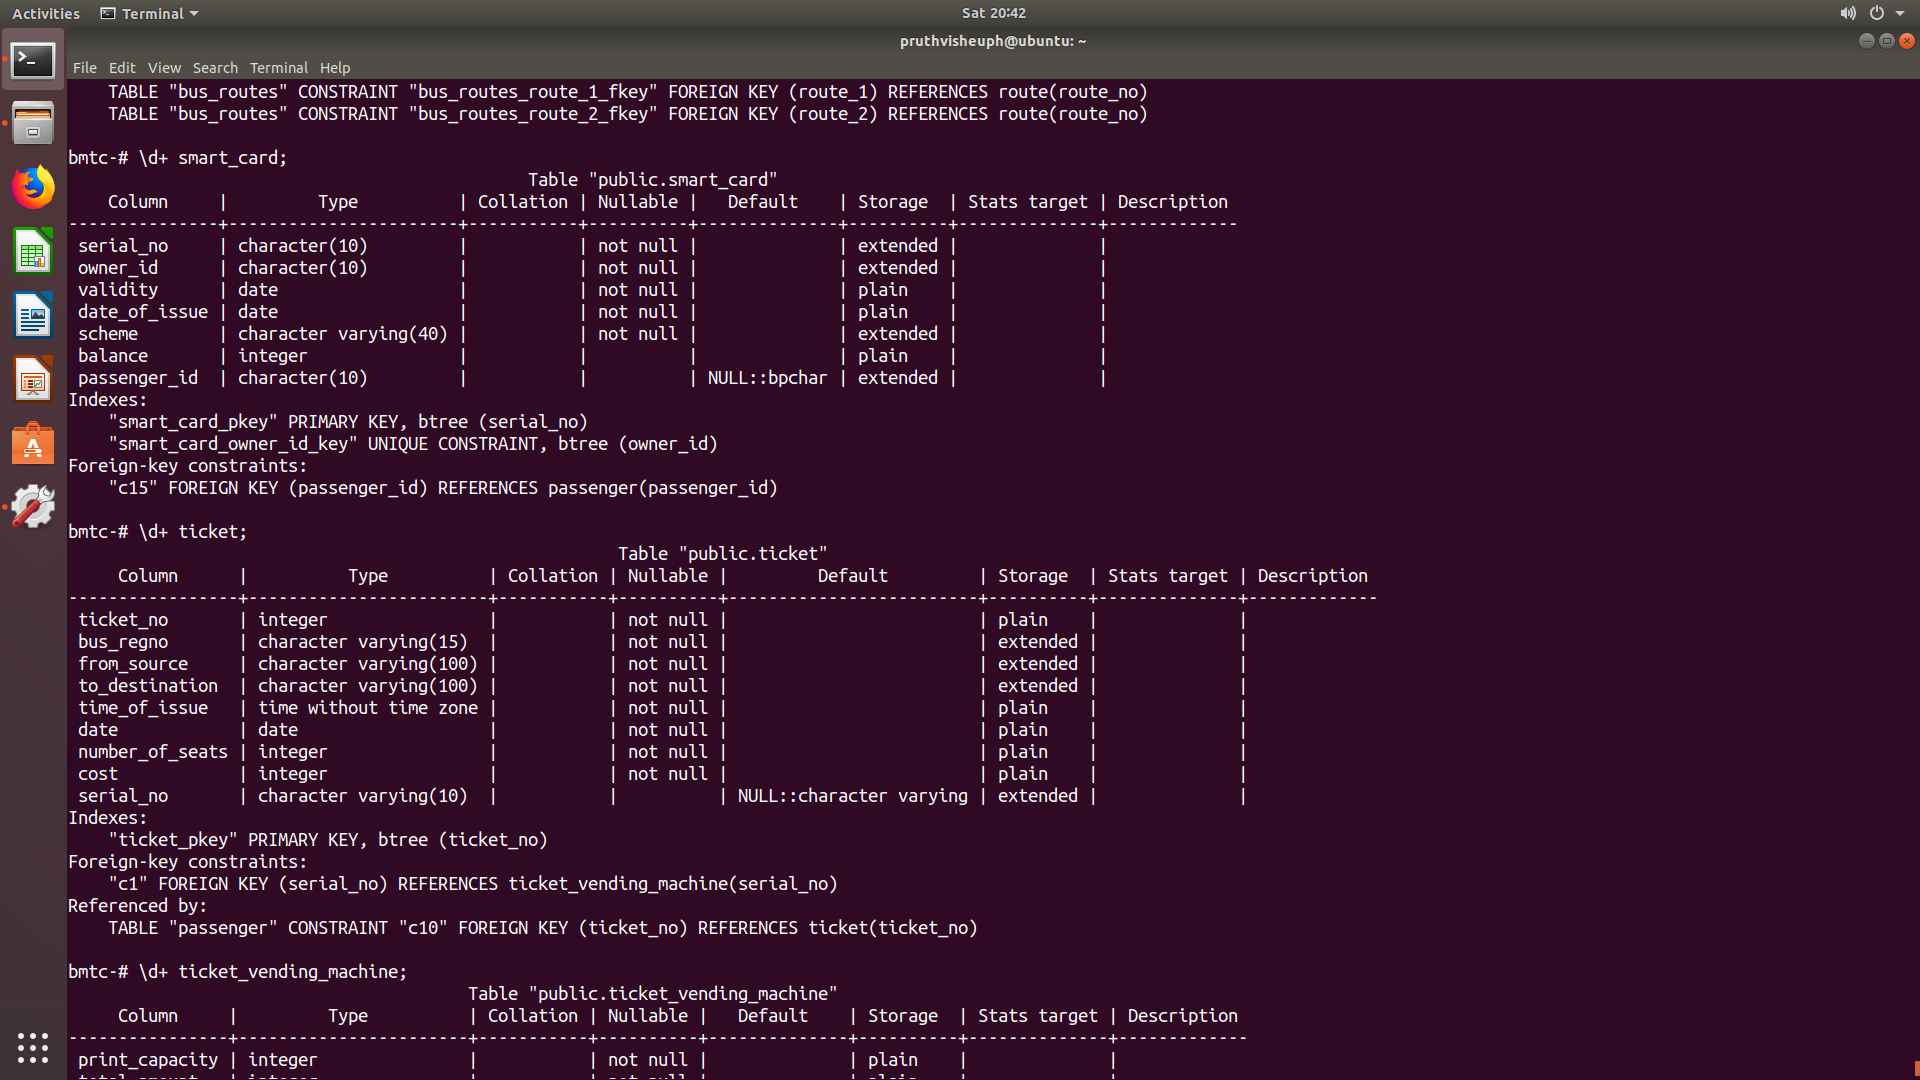 Activities Terminal Sat 20:42
pruthvisheuph@ubuntu: ~
File Edit View Search Terminal Help
    TABLE "bus_routes" CONSTRAINT "bus_routes_route_1_fkey" FOREIGN KEY (route_1) REFERENCES route(route_no)
    TABLE "bus_routes" CONSTRAINT "bus_routes_route_2_fkey" FOREIGN KEY (route_2) REFERENCES route(route_no)

bmtc-# \d+ smart_card;
                                              Table "public.smart_card"
    Column     |         Type          | Collation | Nullable |   Default    | Storage  | Stats target | Description
---------------+-----------------------+-----------+----------+--------------+----------+--------------+-------------
 serial_no     | character(10)         |           | not null |              | extended |              |
 owner_id      | character(10)         |           | not null |              | extended |              |
 validity      | date                  |           | not null |              | plain    |              |
 date_of_issue | date                  |           | not null |              | plain    |              |
 scheme        | character varying(40) |           | not null |              | extended |              |
 balance       | integer               |           |          |              | plain    |              |
 passenger_id  | character(10)         |           |          | NULL::bpchar | extended |              |
Indexes:
    "smart_card_pkey" PRIMARY KEY, btree (serial_no)
    "smart_card_owner_id_key" UNIQUE CONSTRAINT, btree (owner_id)
Foreign-key constraints:
    "c15" FOREIGN KEY (passenger_id) REFERENCES passenger(passenger_id)

bmtc-# \d+ ticket;
                                                       Table "public.ticket"
     Column      |          Type          | Collation | Nullable |         Default         | Storage  | Stats target | Description
-----------------+------------------------+-----------+----------+-------------------------+----------+--------------+-------------
 ticket_no       | integer                |           | not null |                         | plain    |              |
 bus_regno       | character varying(15)  |           | not null |                         | extended |              |
 from_source     | character varying(100) |           | not null |                         | extended |              |
 to_destination  | character varying(100) |           | not null |                         | extended |              |
 time_of_issue   | time without time zone |           | not null |                         | plain    |              |
 date            | date                   |           | not null |                         | plain    |              |
 number_of_seats | integer                |           | not null |                         | plain    |              |
 cost            | integer                |           | not null |                         | plain    |              |
 serial_no       | character varying(10)  |           |          | NULL::character varying | extended |              |
Indexes:
    "ticket_pkey" PRIMARY KEY, btree (ticket_no)
Foreign-key constraints:
    "c1" FOREIGN KEY (serial_no) REFERENCES ticket_vending_machine(serial_no)
Referenced by:
    TABLE "passenger" CONSTRAINT "c10" FOREIGN KEY (ticket_no) REFERENCES ticket(ticket_no)

bmtc-# \d+ ticket_vending_machine;
                                        Table "public.ticket_vending_machine"
     Column     |         Type          | Collation | Nullable |   Default    | Storage  | Stats target | Description
----------------+-----------------------+-----------+----------+--------------+----------+--------------+-------------
 print_capacity | integer               |           | not null |              | plain    |              |